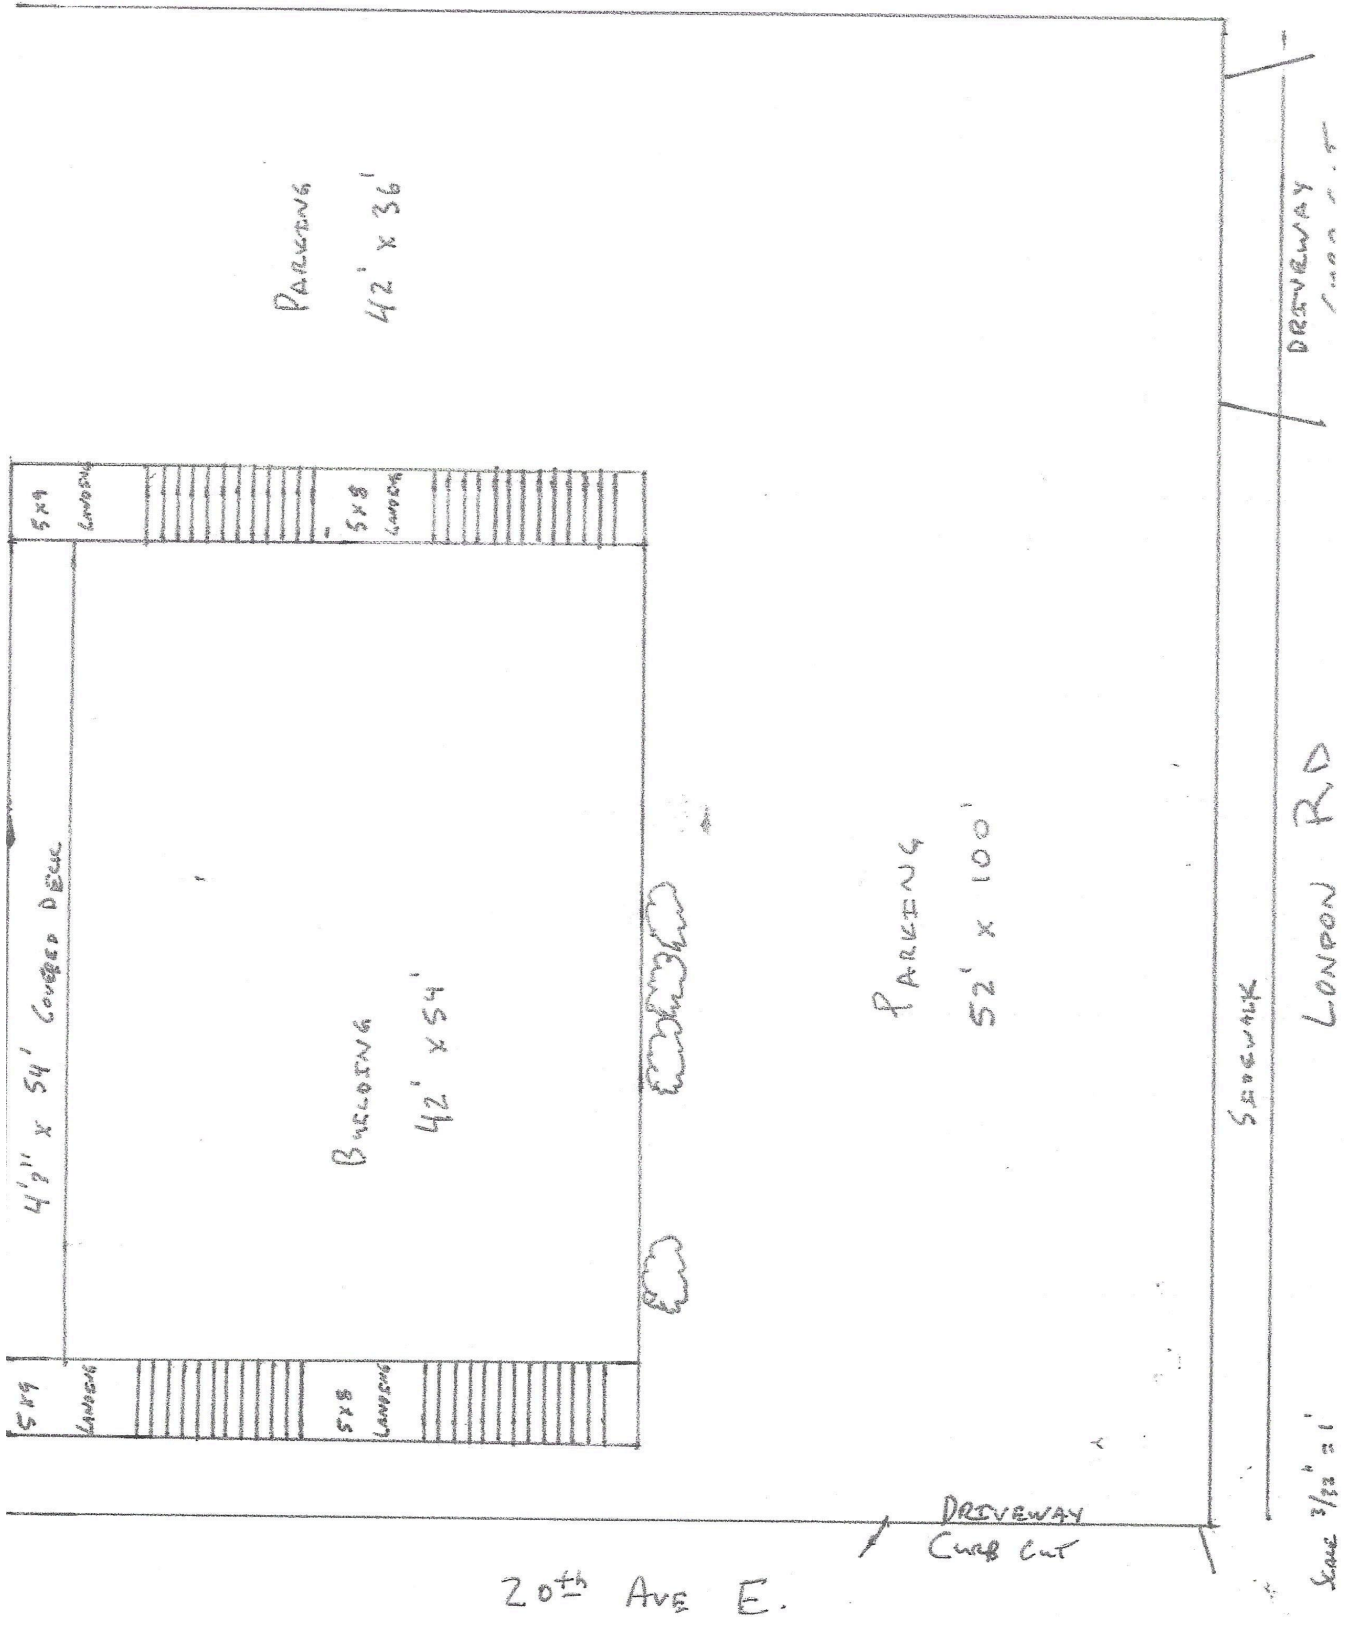 PARKING
42' x 36'
5x9
LANDING
5x8
LANDING
4'3" x 54' COVERED DECK
BUILDING
42' x 54'
5x9
LANDING
5x8
LANDING
PARKING
52' x 100'
DRIVEWAY
SIDEWALK
LONDON RD
DRIVEWAY
CURB CUT
20th AVE E.
SCALE 3/32" = 1'